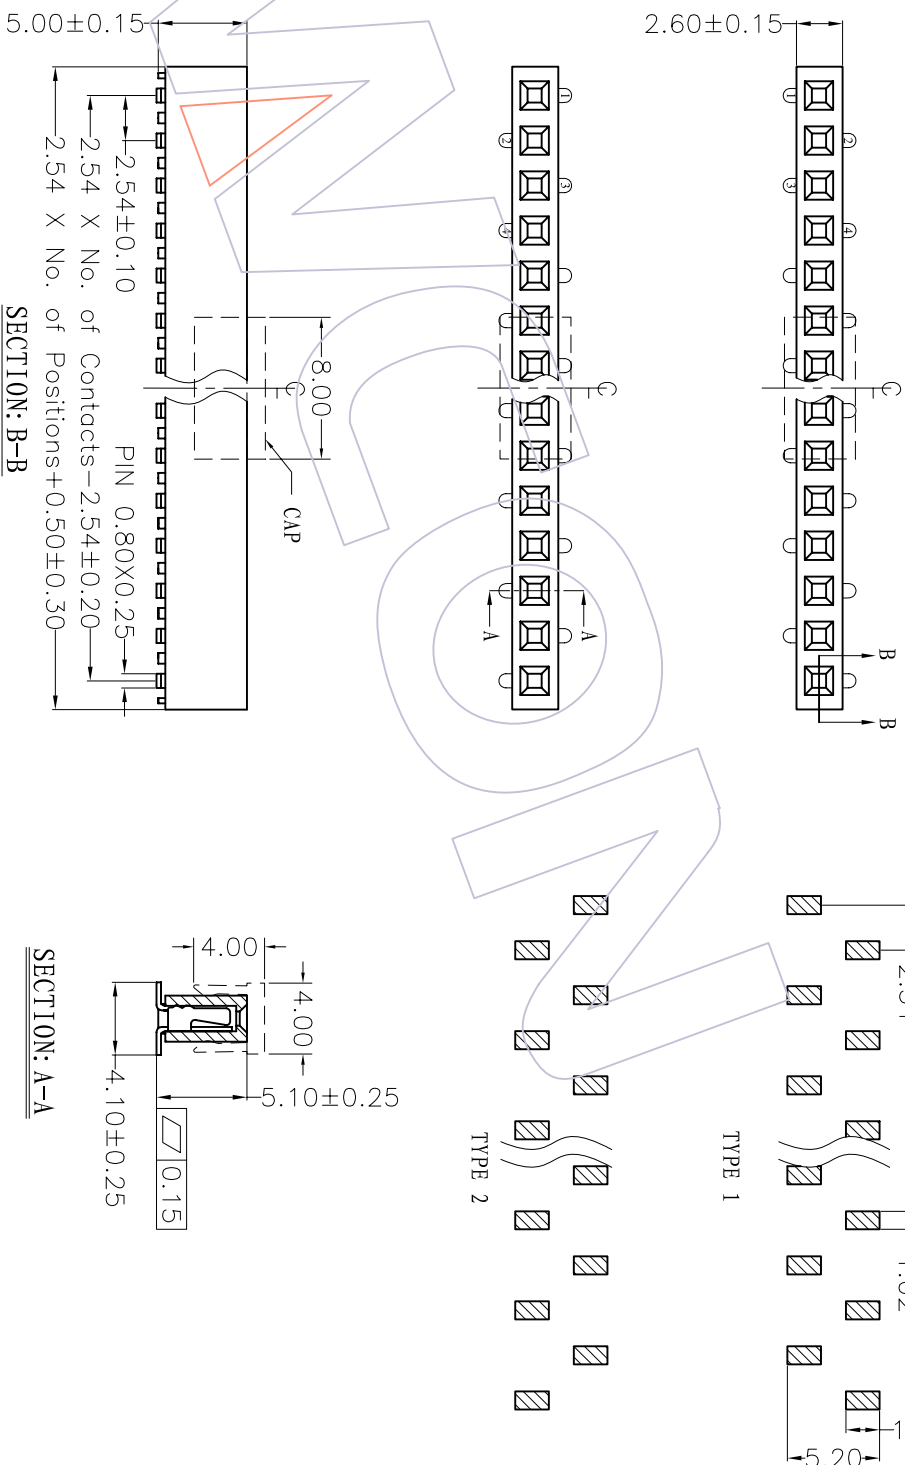 5.00±0.15
2.60±0.15
1
2
3
4
1
2
3
4
C
C
C
8.00
CAP
2.54±0.10
PIN 0.80X0.25
2.54 X No. of Contacts-2.54±0.20
2.54 X No. of Positions+0.50±0.30
SECTION: B-B
A
A
B
B
WCON
4.00
4.00
5.10±0.25
4.10±0.25
0.15
SECTION: A-A
TYPE 2
TYPE 1
5.20